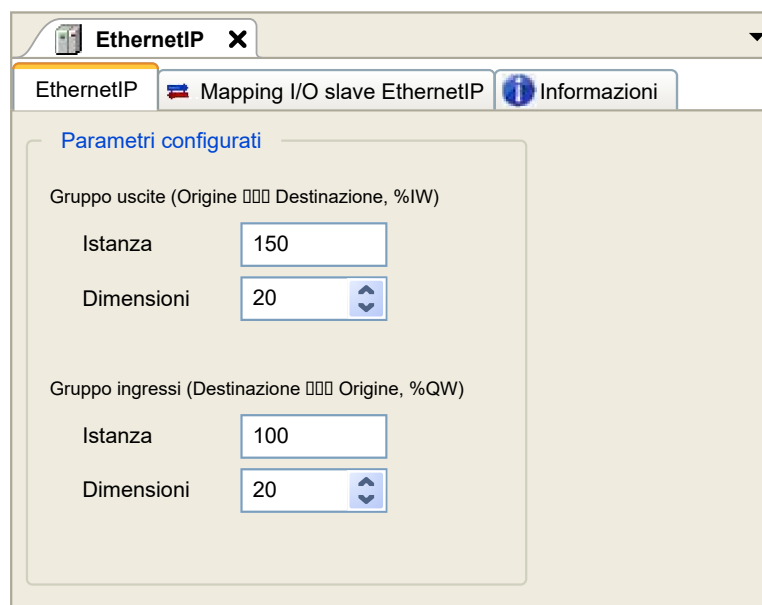 EthernetIP
EthernetIP
Mapping I/O slave EthernetIP
Informazioni
Parametri configurati
Gruppo uscite (Origine ▯▯▯ Destinazione, %IW)
Istanza 150
Dimensioni 20
Gruppo ingressi (Destinazione ▯▯▯ Origine, %QW)
Istanza 100
Dimensioni 20